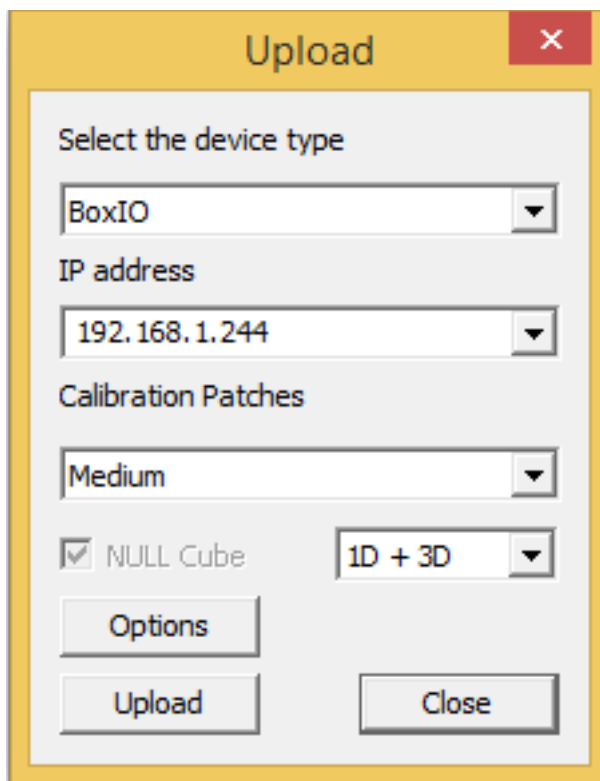 Upload
Select the device type
BoxIO
IP address
192.168.1.244
Calibration Patches
Medium
NULL Cube 1D + 3D
Options
Upload Close